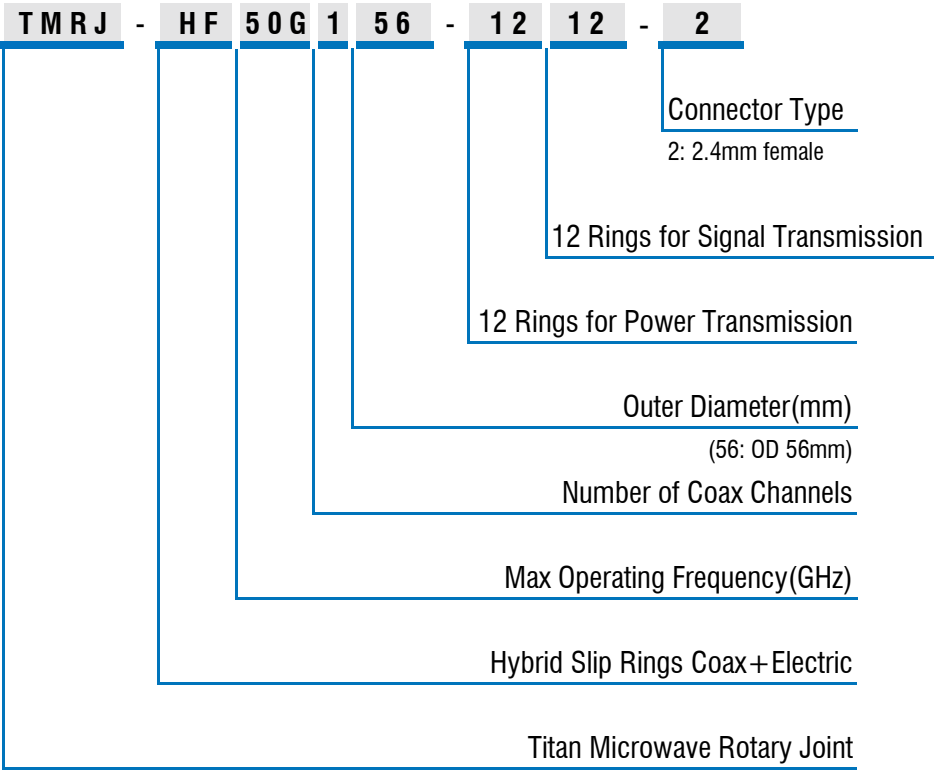 TMRJ - HF 50G 1 56 - 12 12 - 2
Connector Type
2: 2.4mm female
12 Rings for Signal Transmission
12 Rings for Power Transmission
Outer Diameter(mm)
(56: OD 56mm)
Number of Coax Channels
Max Operating Frequency(GHz)
Hybrid Slip Rings Coax+Electric
Titan Microwave Rotary Joint